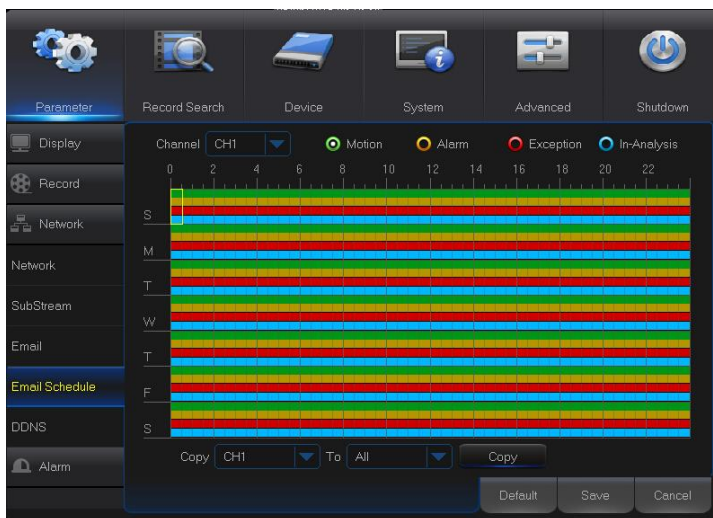 Parameter Record Search Device System Advanced Shutdown
Display
Record
Network
Network
SubStream
Email
Email Schedule
DDNS
Alarm
Channel CH1 Motion Alarm Exception In-Analysis
0 2 4 6 8 10 12 14 16 18 20 22
S
M
T
W
T
F
S
Copy CH1 To All Copy
Default Save Cancel